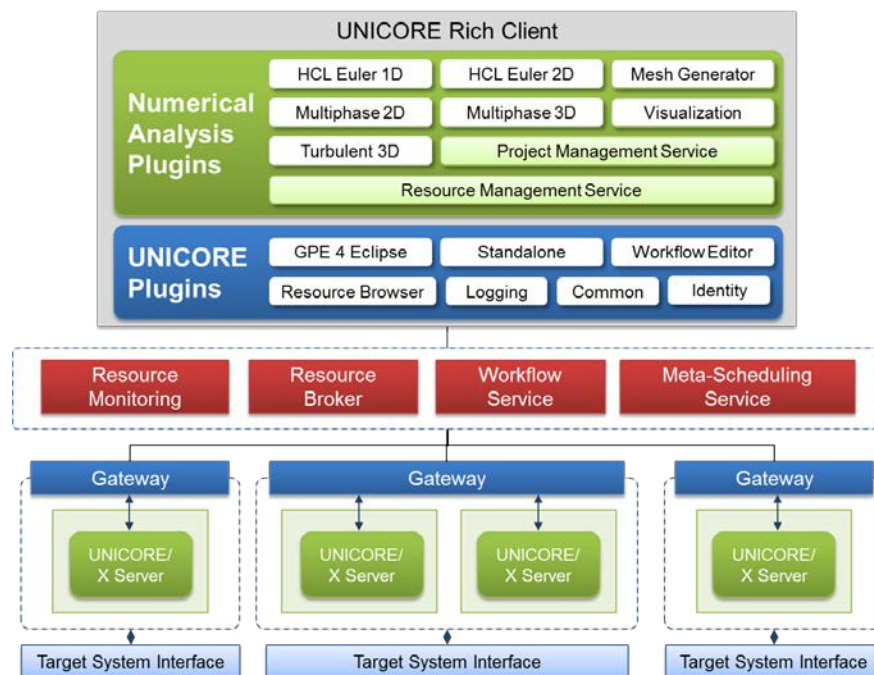 UNICORE Rich Client
Numerical
Analysis
Plugins
HCL Euler 1D
HCL Euler 2D
Mesh Generator
Multiphase 2D
Multiphase 3D
Visualization
Turbulent 3D
Project Management Service
Resource Management Service
UNICORE
Plugins
GPE 4 Eclipse
Standalone
Workflow Editor
Resource Browser
Logging
Common
Identity
Resource
Monitoring
Resource
Broker
Workflow
Service
Meta-Scheduling
Service
Gateway
Gateway
Gateway
UNICORE/
X Server
UNICORE/
X Server
UNICORE/
X Server
UNICORE/
X Server
Target System Interface
Target System Interface
Target System Interface